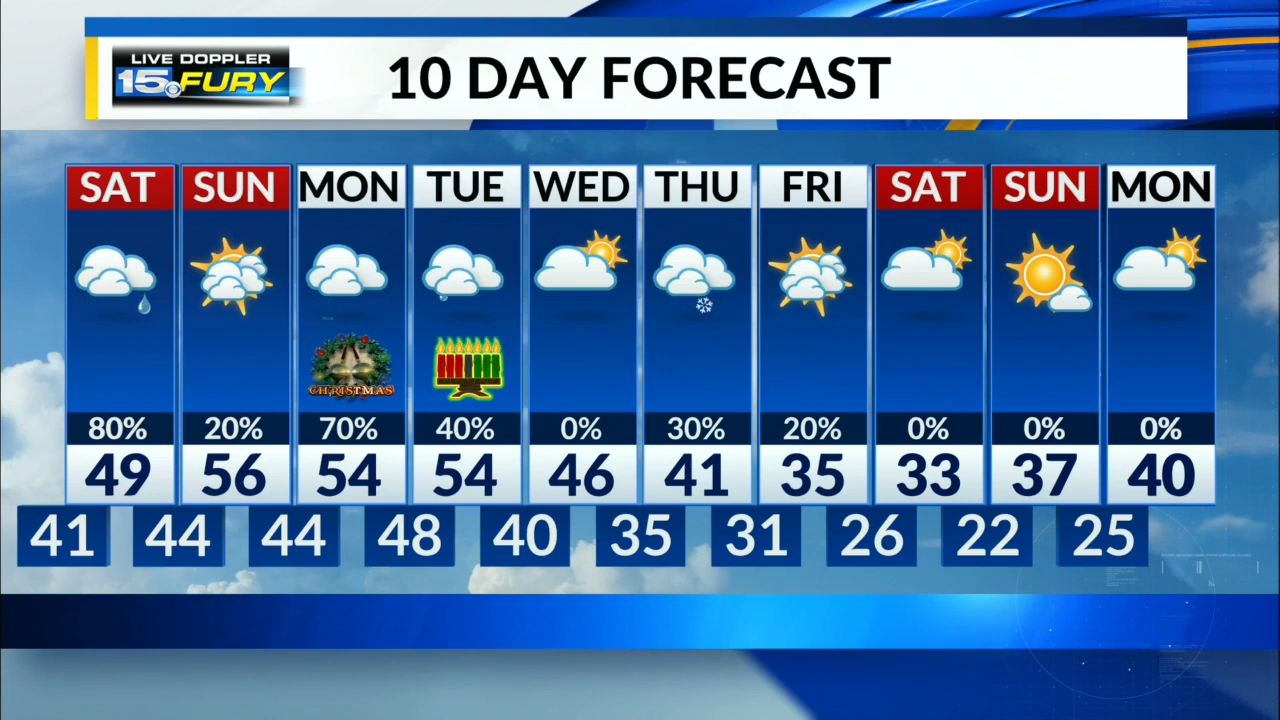 LIVE DOPPLER
15 FURY
10 DAY FORECAST
SAT SUN MON TUE WED THU FRI SAT SUN MON
CHRISTMAS
80% 20% 70% 40% 0% 30% 20% 0% 0% 0%
49 56 54 54 46 41 35 33 37 40
41 44 44 48 40 35 31 26 22 25